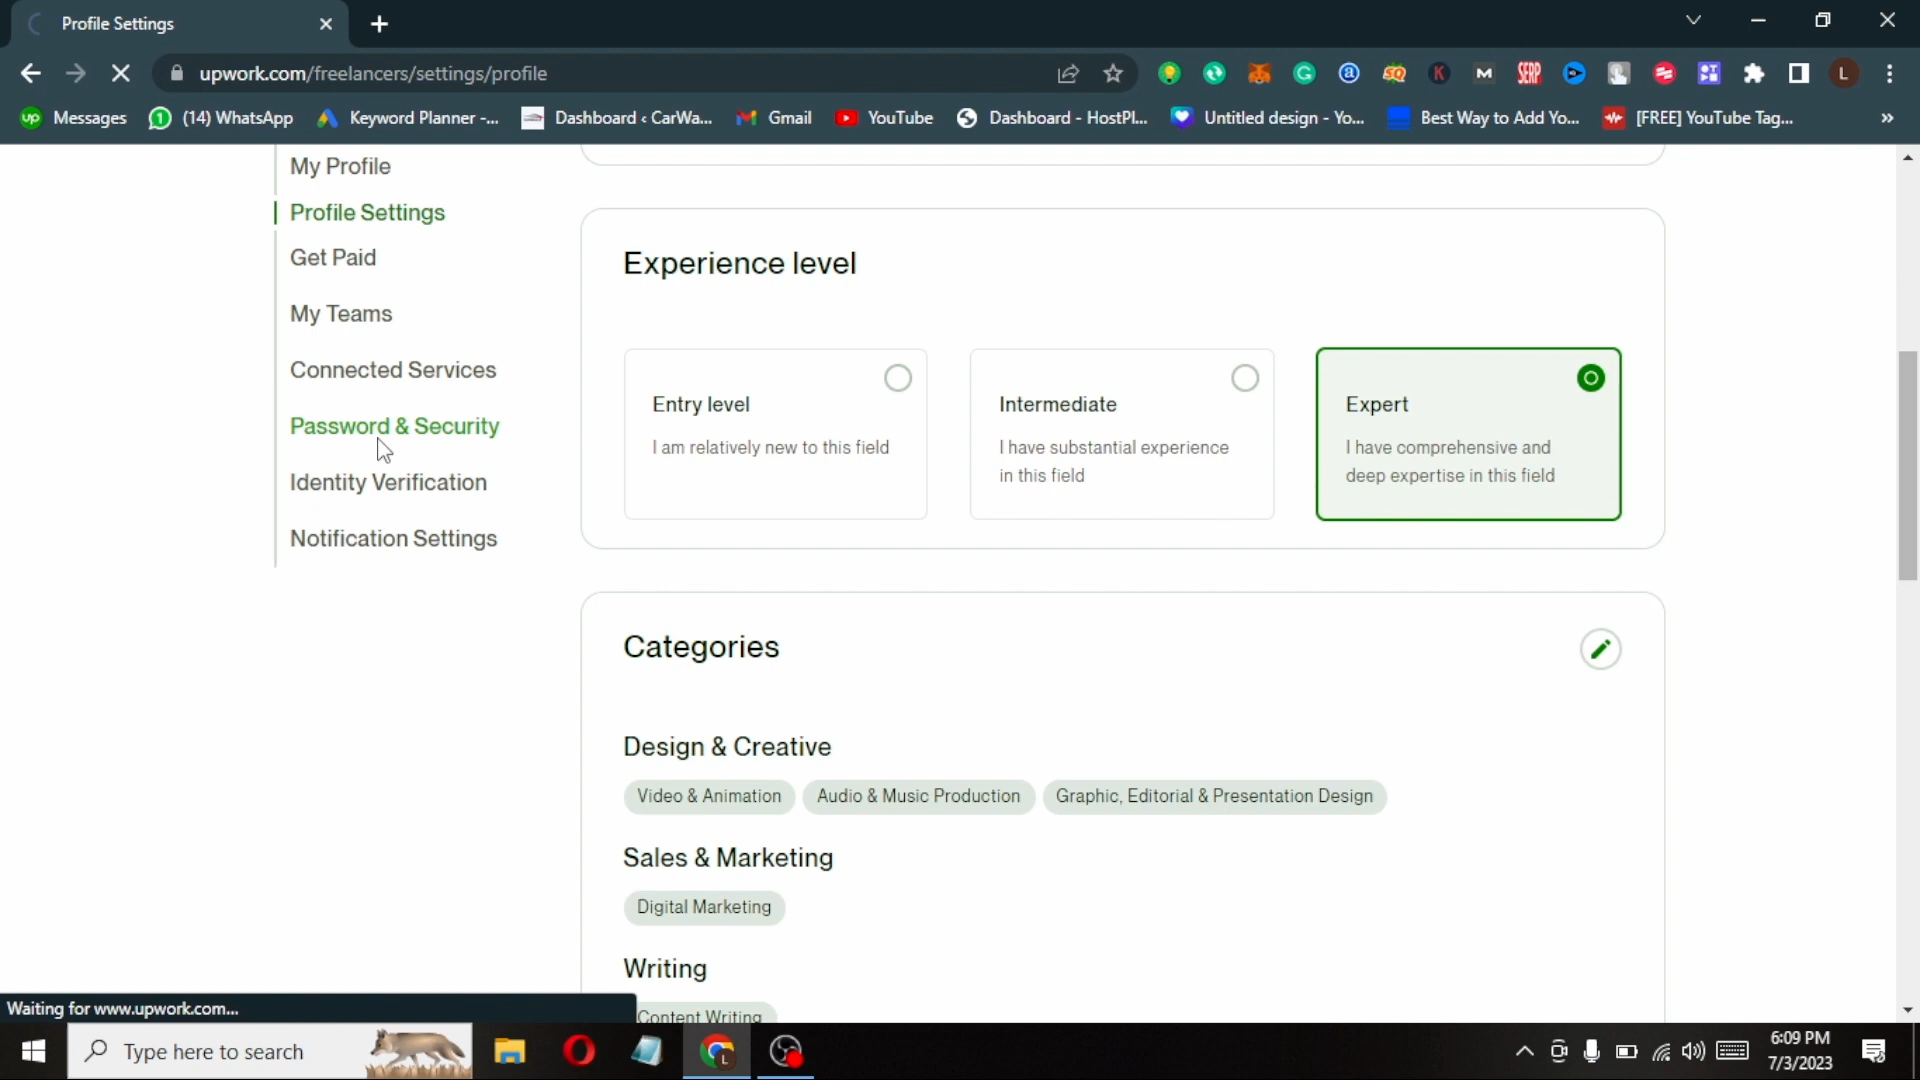 Profile Settings
upwork.com/freelancers/settings/profile
Messages
(14) WhatsApp
Keyword Planner -...
Dashboard ‹ CarWa...
Gmail
YouTube
Dashboard - HostPl...
Untitled design - Yo...
Best Way to Add Yo...
[FREE] YouTube Tag...
»
My Profile
Profile Settings
Get Paid
My Teams
Connected Services
Password & Security
Identity Verification
Notification Settings
Experience level
Entry level
I am relatively new to this field
Intermediate
I have substantial experience
in this field
Expert
I have comprehensive and
deep expertise in this field
Categories
Design & Creative
Video & Animation
Audio & Music Production
Graphic, Editorial & Presentation Design
Sales & Marketing
Digital Marketing
Writing
Content Writing
Waiting for www.upwork.com...
Type here to search
6:09 PM
7/3/2023